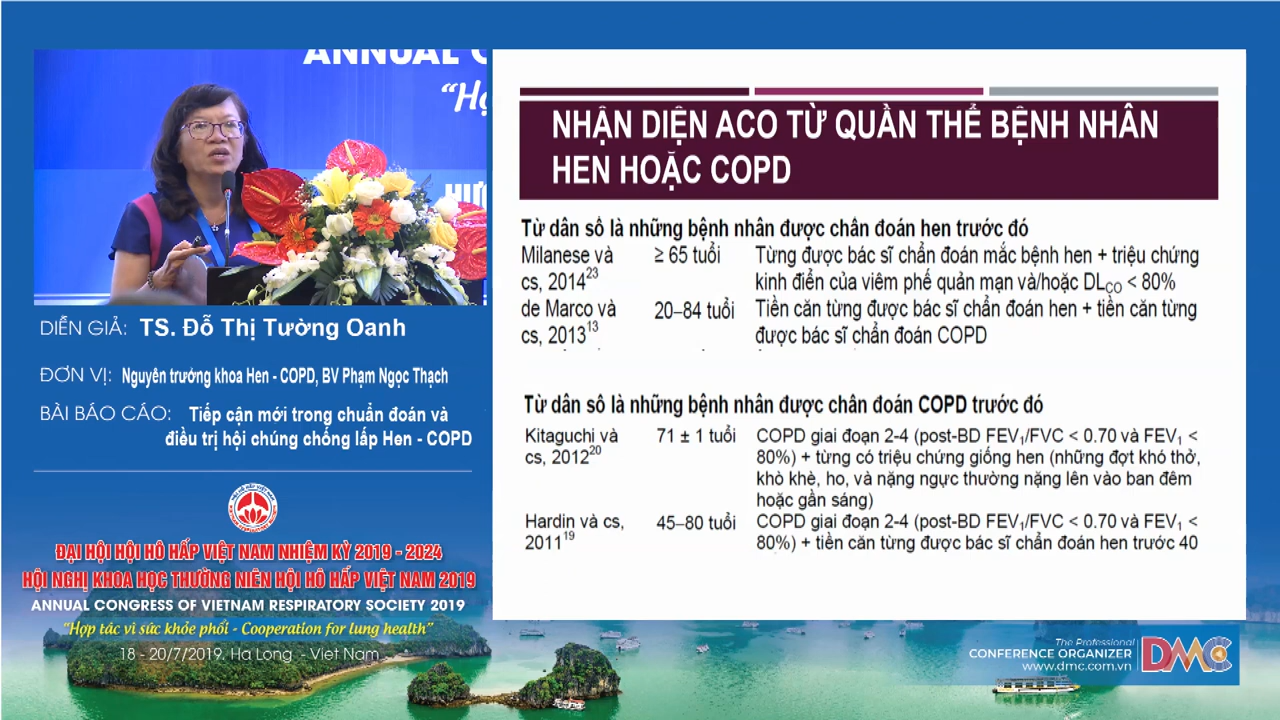 ANNUAL C
“Hợ
HƯ
DIỄN GIẢ: TS. Đỗ Thị Tường Oanh
ĐƠN VỊ: Nguyên trưởng khoa Hen - COPD, BV Phạm Ngọc Thạch
BÀI BÁO CÁO: Tiếp cận mới trong chuẩn đoán và
điều trị hội chứng chồng lấp Hen - COPD
ĐẠI HỘI HỘI HÔ HẤP VIỆT NAM NHIỆM KỲ 2019 - 2024
HỘI NGHỊ KHOA HỌC THƯỜNG NIÊN HỘI HÔ HẤP VIỆT NAM 2019
ANNUAL CONGRESS OF VIETNAM RESPIRATORY SOCIETY 2019
“Hợp tác vì sức khỏe phổi - Cooperation for lung health”
18 - 20/7/2019. Ha Long - Viet Nam
NHẬN DIỆN ACO TỪ QUẦN THỂ BỆNH NHÂN
HEN HOẶC COPD
Từ dân số là những bệnh nhân được chẩn đoán hen trước đó
Milanese và ≥ 65 tuổi Từng được bác sĩ chẩn đoán mắc bệnh hen + triệu chứng
cs, 2014²³ kinh điển của viêm phế quản mạn và/hoặc DLCO < 80%
de Marco và 20–84 tuổi Tiền căn từng được bác sĩ chẩn đoán hen + tiền căn từng
cs, 2013¹³ được bác sĩ chẩn đoán COPD
Từ dân số là những bệnh nhân được chẩn đoán COPD trước đó
Kitaguchi và 71 ± 1 tuổi COPD giai đoạn 2-4 (post-BD FEV₁/FVC < 0.70 và FEV₁ <
cs, 2012²⁰ 80%) + từng có triệu chứng giống hen (những đợt khó thở,
khò khè, ho, và nặng ngực thường nặng lên vào ban đêm
hoặc gần sáng)
Hardin và cs, 45–80 tuổi COPD giai đoạn 2-4 (post-BD FEV₁/FVC < 0.70 và FEV₁ <
2011¹⁹ 80%) + tiền căn từng được bác sĩ chẩn đoán hen trước 40
The Professional
CONFERENCE ORGANIZER
www.dmc.com.vn
DMC